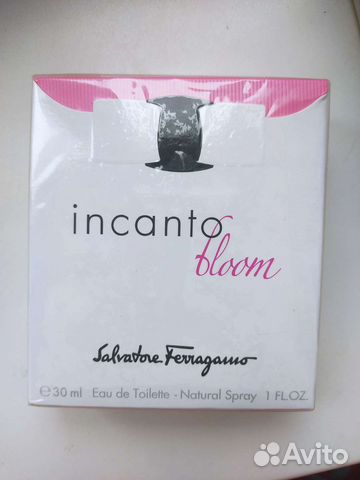 incanto
bloom
Salvatore Ferragamo
℮30 ml Eau de Toilette - Natural Spray 1 FL.OZ.
Avito